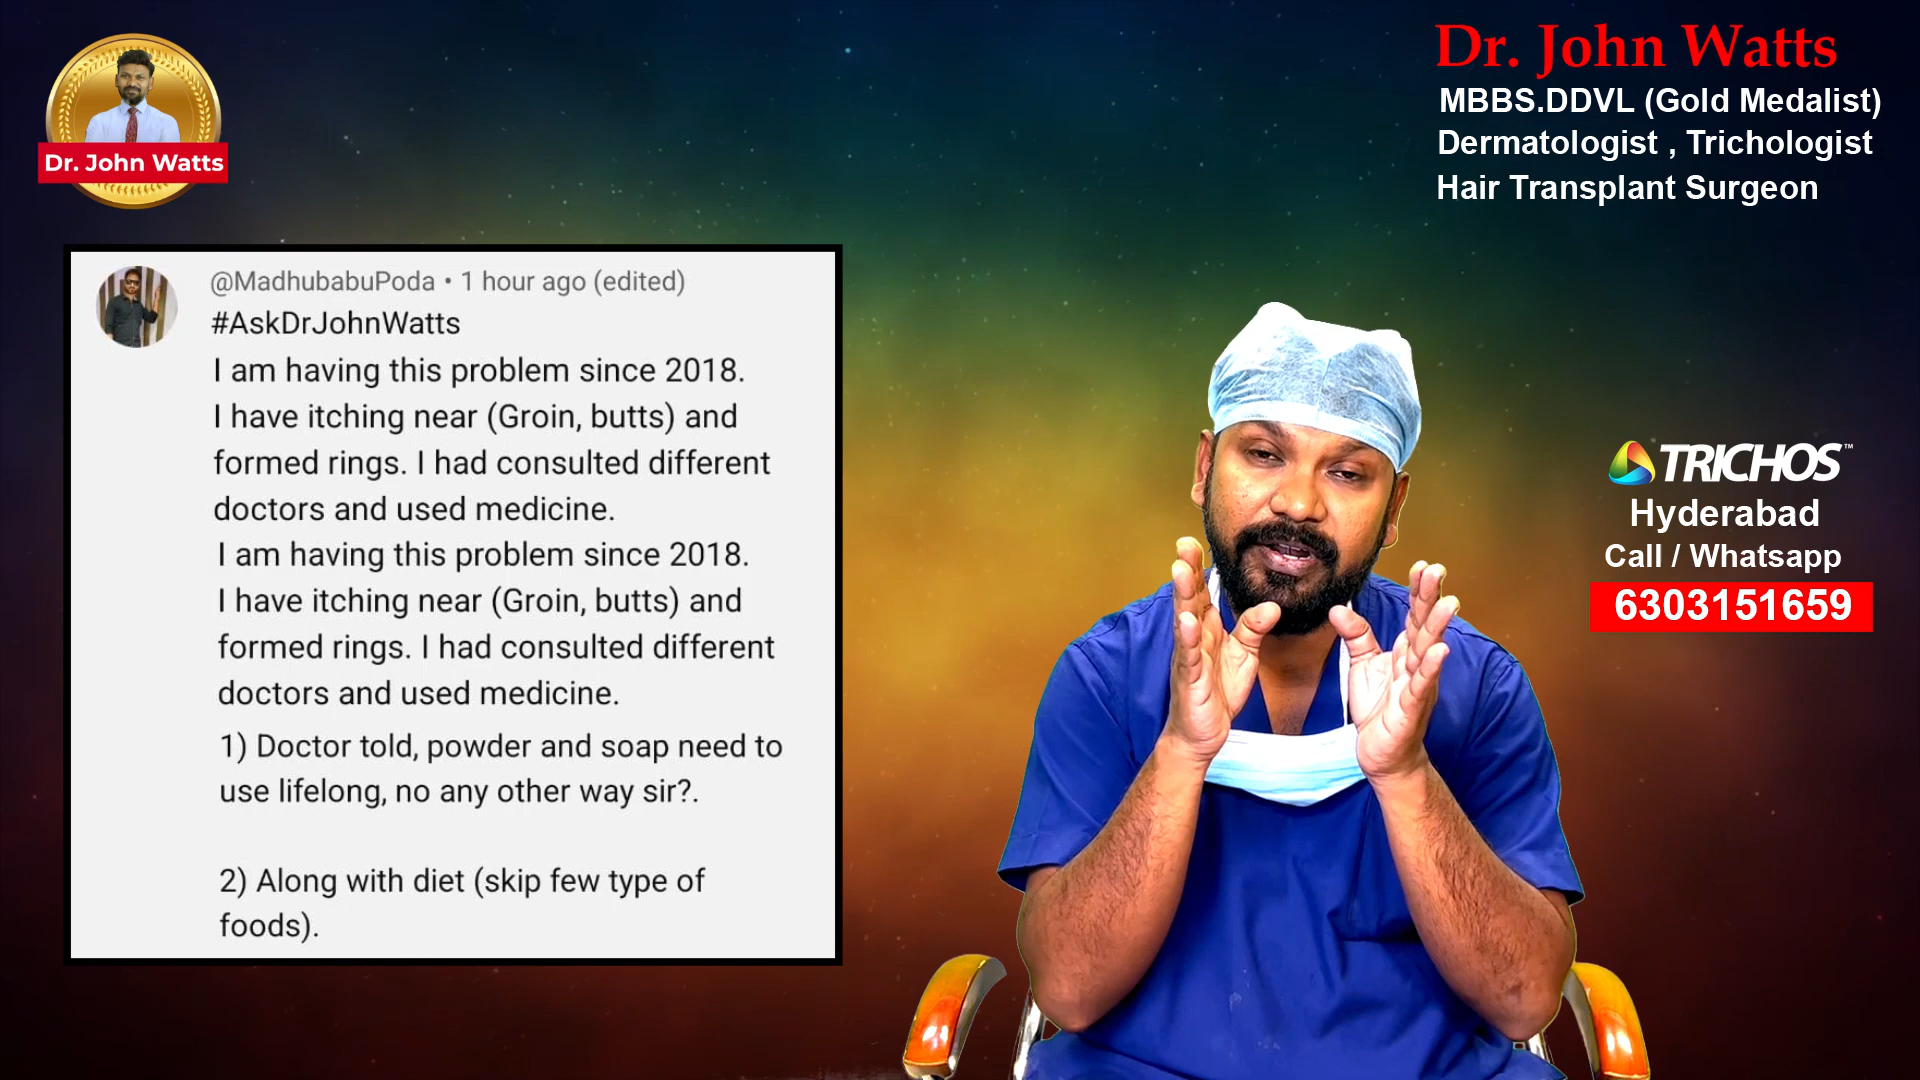 Dr. John Watts
Dr. John Watts
MBBS.DDVL (Gold Medalist)
Dermatologist , Trichologist
Hair Transplant Surgeon
@MadhubabuPoda • 1 hour ago (edited)
#AskDrJohnWatts
I am having this problem since 2018.
I have itching near (Groin, butts) and
formed rings. I had consulted different
doctors and used medicine.
I am having this problem since 2018.
I have itching near (Groin, butts) and
formed rings. I had consulted different
doctors and used medicine.
1) Doctor told, powder and soap need to
use lifelong, no any other way sir?.
2) Along with diet (skip few type of
foods).
TRICHOS™
Hyderabad
Call / Whatsapp
6303151659